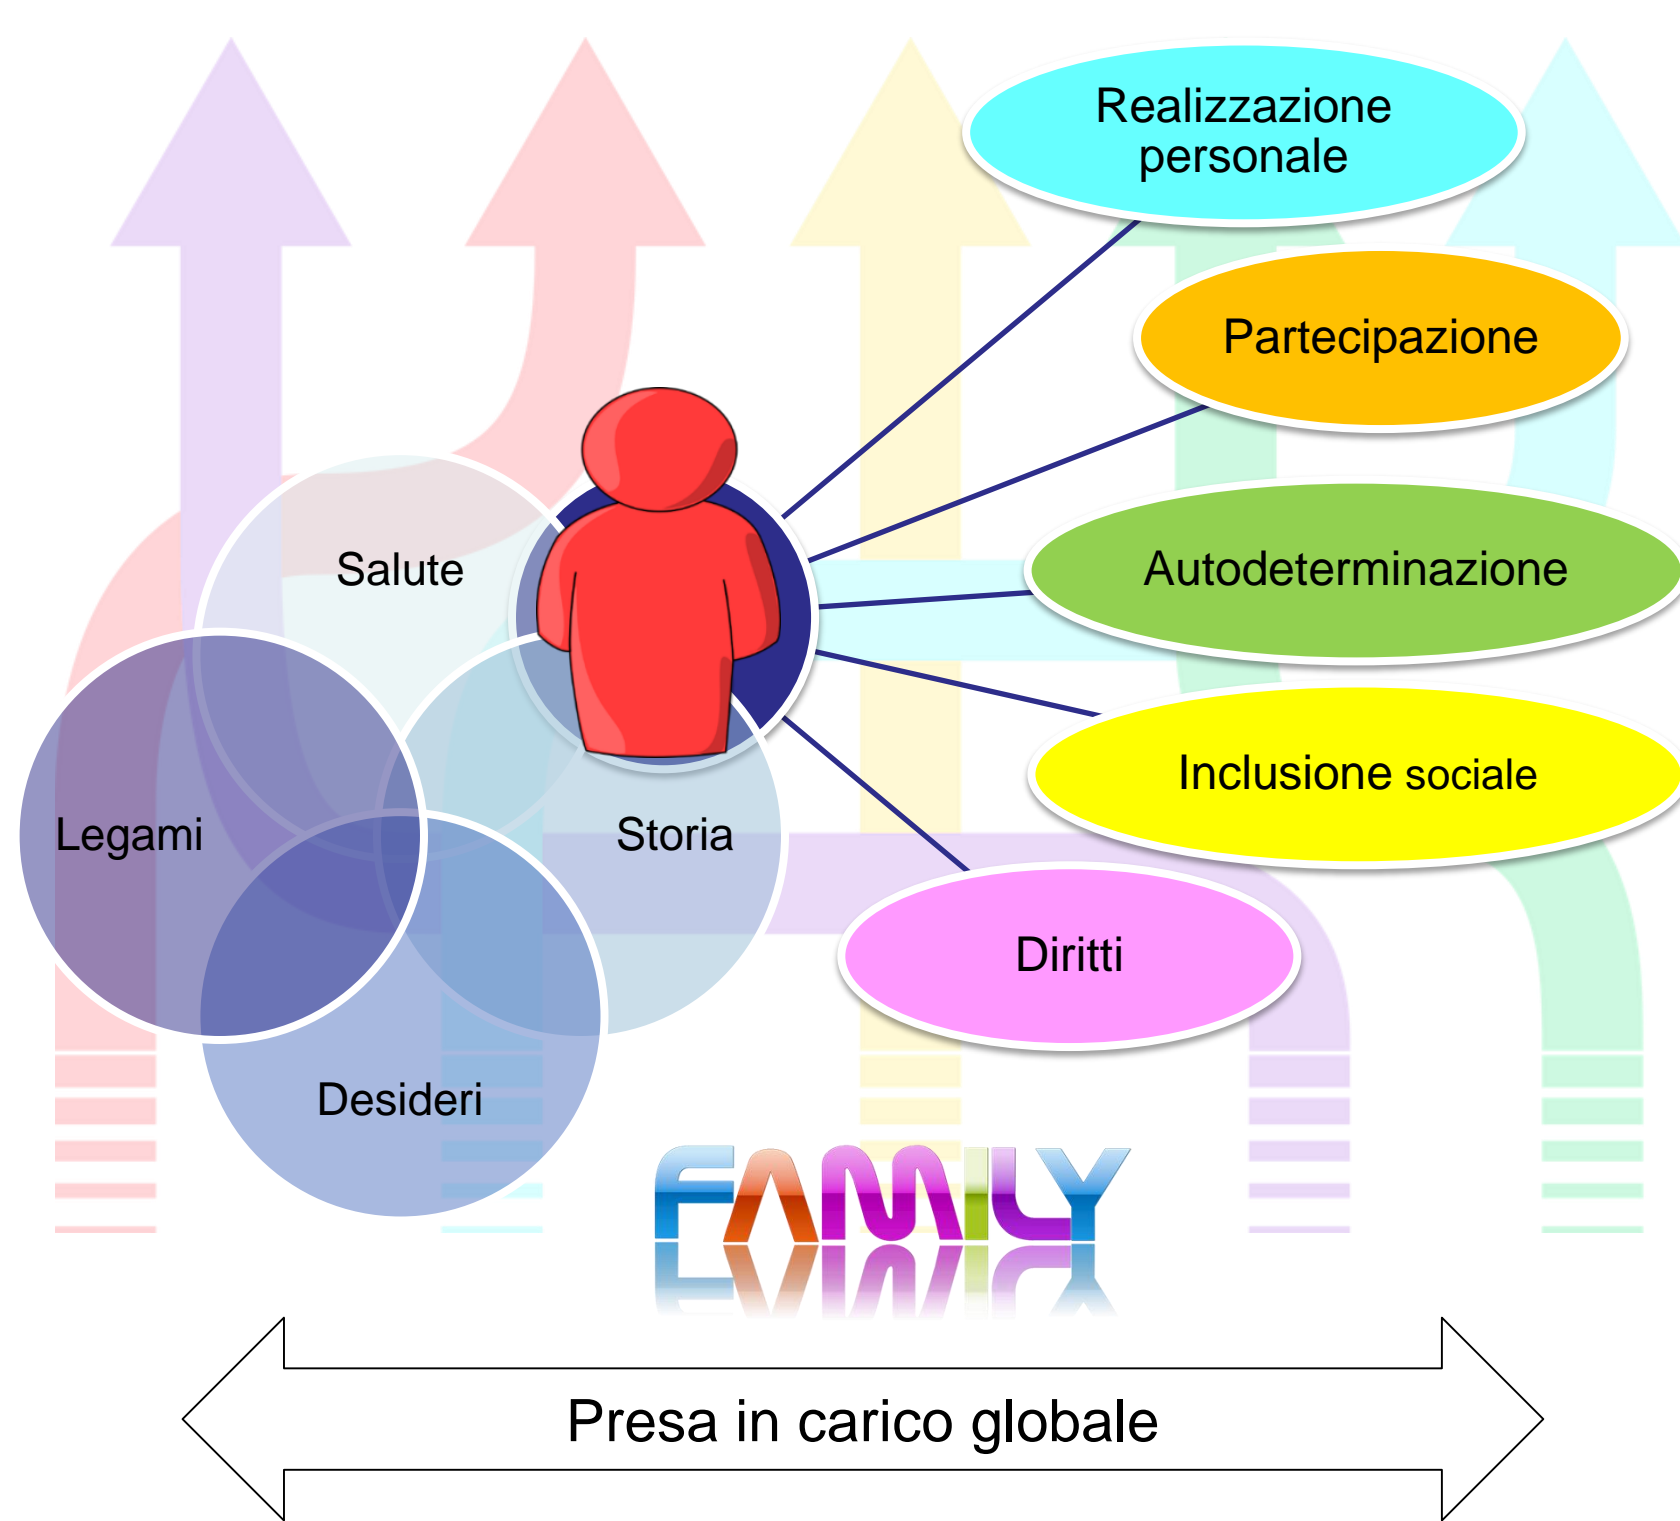 Realizzazione
personale
Partecipazione
Salute
Autodeterminazione
Inclusione sociale
Legami
Storia
Diritti
Desideri
FAMILY
Presa in carico globale